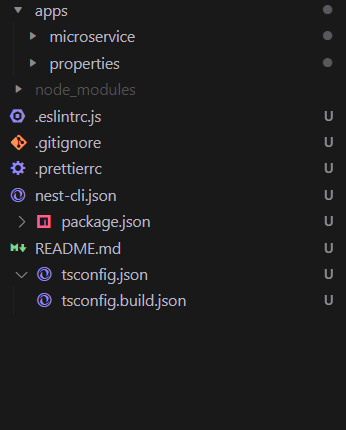 apps
microservice
properties
node_modules
.eslintrc.js U
.gitignore U
.prettierrc U
nest-cli.json U
package.json U
README.md U
tsconfig.json U
tsconfig.build.json U